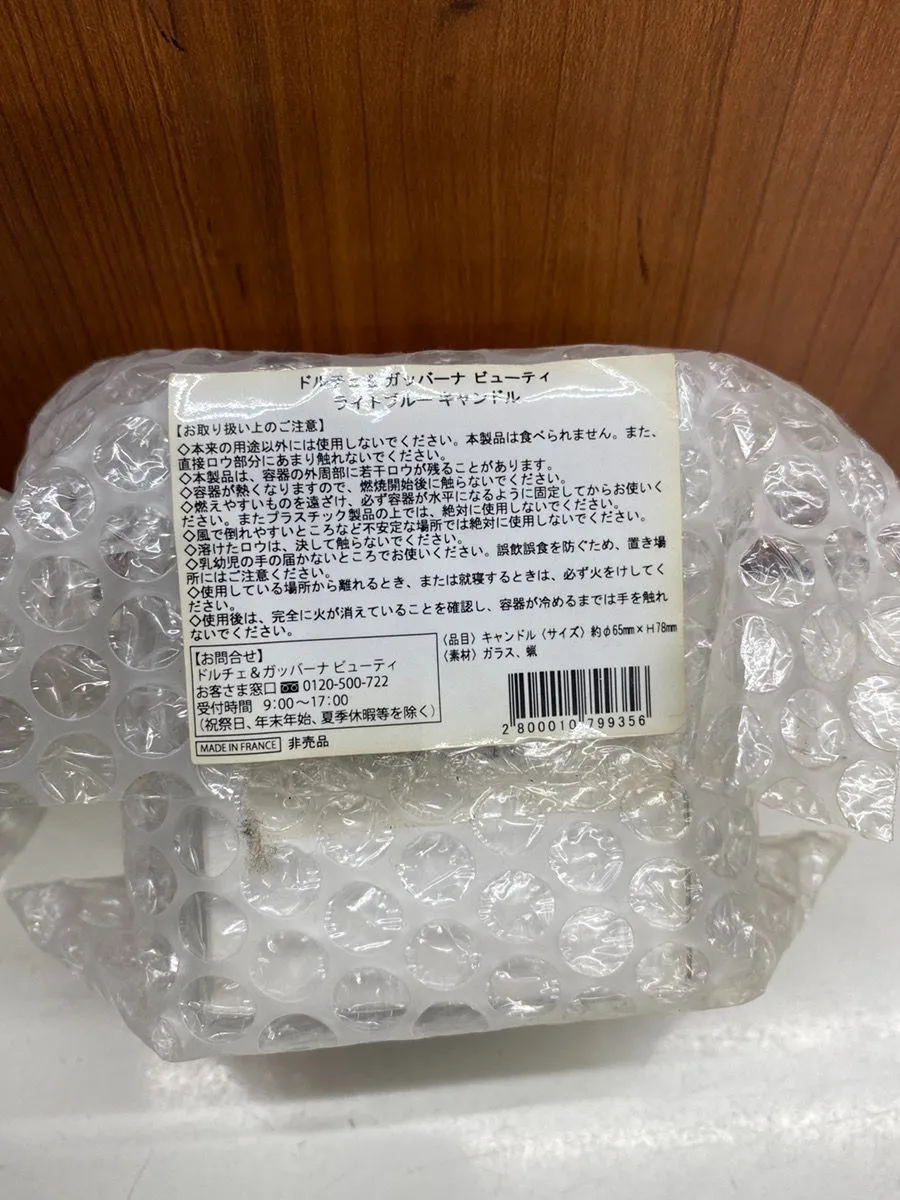 ドルチェ＆ガッバーナ ビューティ
ライトブルー キャンドル
【お取り扱い上のご注意】
◇本来の用途以外には使用しないでください。本製品は食べられません。また、
直接ロウ部分にあまり触れないでください。
◇本製品は、容器の外周部に若干ロウが残ることがあります。
◇容器が熱くなりますので、燃焼開始後に触らないでください。
◇燃えやすいものを遠ざけ、必ず容器が水平になるように固定してからお使いく
ださい。またプラスチック製品の上では、絶対に使用しないでください。
◇風で倒れやすいところなど不安定な場所では絶対に使用しないでください。
◇溶けたロウは、決して触らないでください。
◇乳幼児の手の届かないところでお使いください。誤飲誤食を防ぐため、置き場
所にはご注意ください。
◇使用している場所から離れるとき、または就寝するときは、必ず火をけしてく
ださい。
◇使用後は、完全に火が消えていることを確認し、容器が冷めるまでは手を触れ
ないでください。
【お問合せ】
ドルチェ＆ガッバーナ ビューティ
お客さま窓口 0120-500-722
受付時間 9:00〜17:00
(祝祭日、年末年始、夏季休暇等を除く)
MADE IN FRANCE 非売品
〈品目〉キャンドル〈サイズ〉約φ65mm×H78mm
〈素材〉ガラス、蝋
2 800010 799356